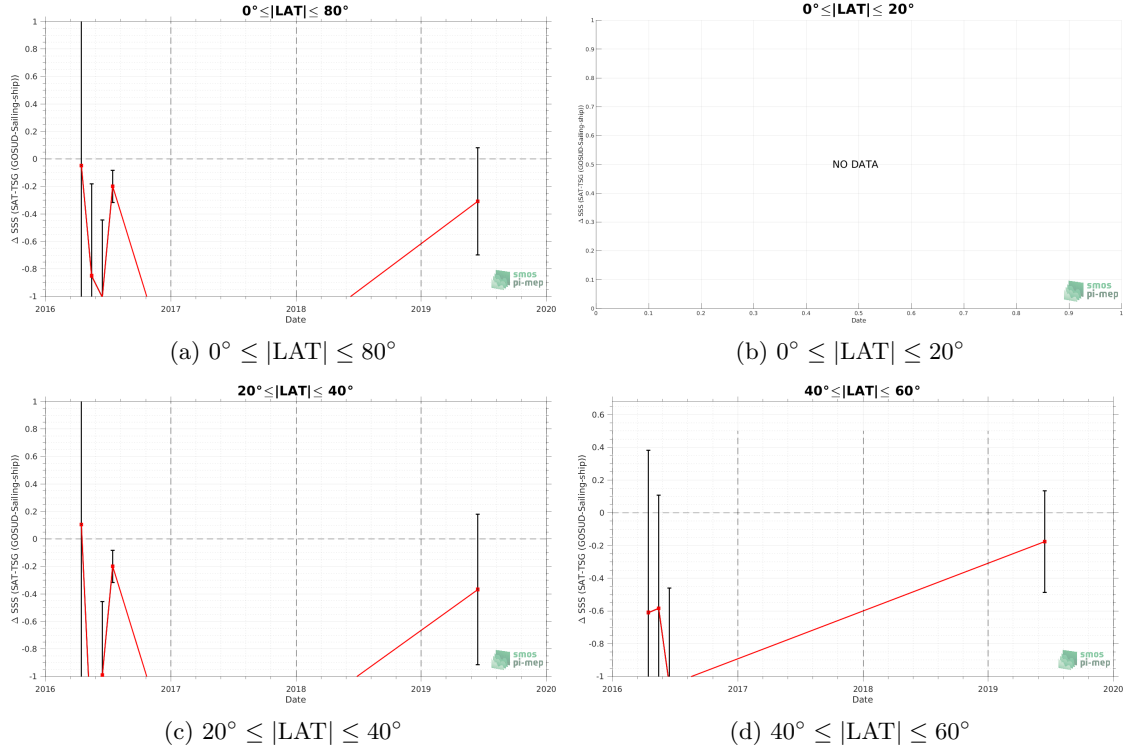 0°≤|LAT|≤ 80°
Δ SSS (SAT-TSG (GOSUD-Sailing-ship))
1
0.8
0.6
0.4
0.2
0
-0.2
-0.4
-0.6
-0.8
-1
2016
2017
2018
2019
2020
Date
smos
pi-mep
(a) 0° ≤ |LAT| ≤ 80°
0°≤|LAT|≤ 20°
Δ SSS (SAT-TSG (GOSUD-Sailing-ship))
1
0.9
0.8
0.7
0.6
0.5
0.4
0.3
0.2
0.1
0
NO DATA
0
0.1
0.2
0.3
0.4
0.5
0.6
0.7
0.8
0.9
1
Date
smos
pi-mep
(b) 0° ≤ |LAT| ≤ 20°
20°≤|LAT|≤ 40°
Δ SSS (SAT-TSG (GOSUD-Sailing-ship))
1
0.8
0.6
0.4
0.2
0
-0.2
-0.4
-0.6
-0.8
-1
2016
2017
2018
2019
2020
Date
smos
pi-mep
(c) 20° ≤ |LAT| ≤ 40°
40°≤|LAT|≤ 60°
Δ SSS (SAT-TSG (GOSUD-Sailing-ship))
0.6
0.4
0.2
0
-0.2
-0.4
-0.6
-0.8
-1
2016
2017
2018
2019
2020
Date
smos
pi-mep
(d) 40° ≤ |LAT| ≤ 60°